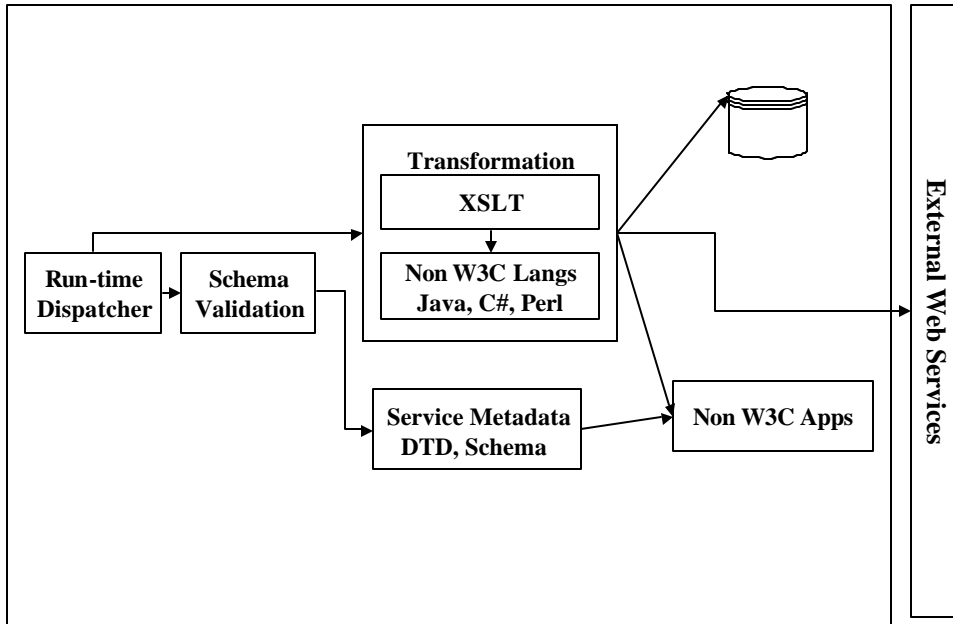 Transformation
XSLT
Non W3C Langs
Java, C#, Perl
Run-time
Dispatcher
Schema
Validation
Service Metadata
DTD, Schema
Non W3C Apps
External Web Services